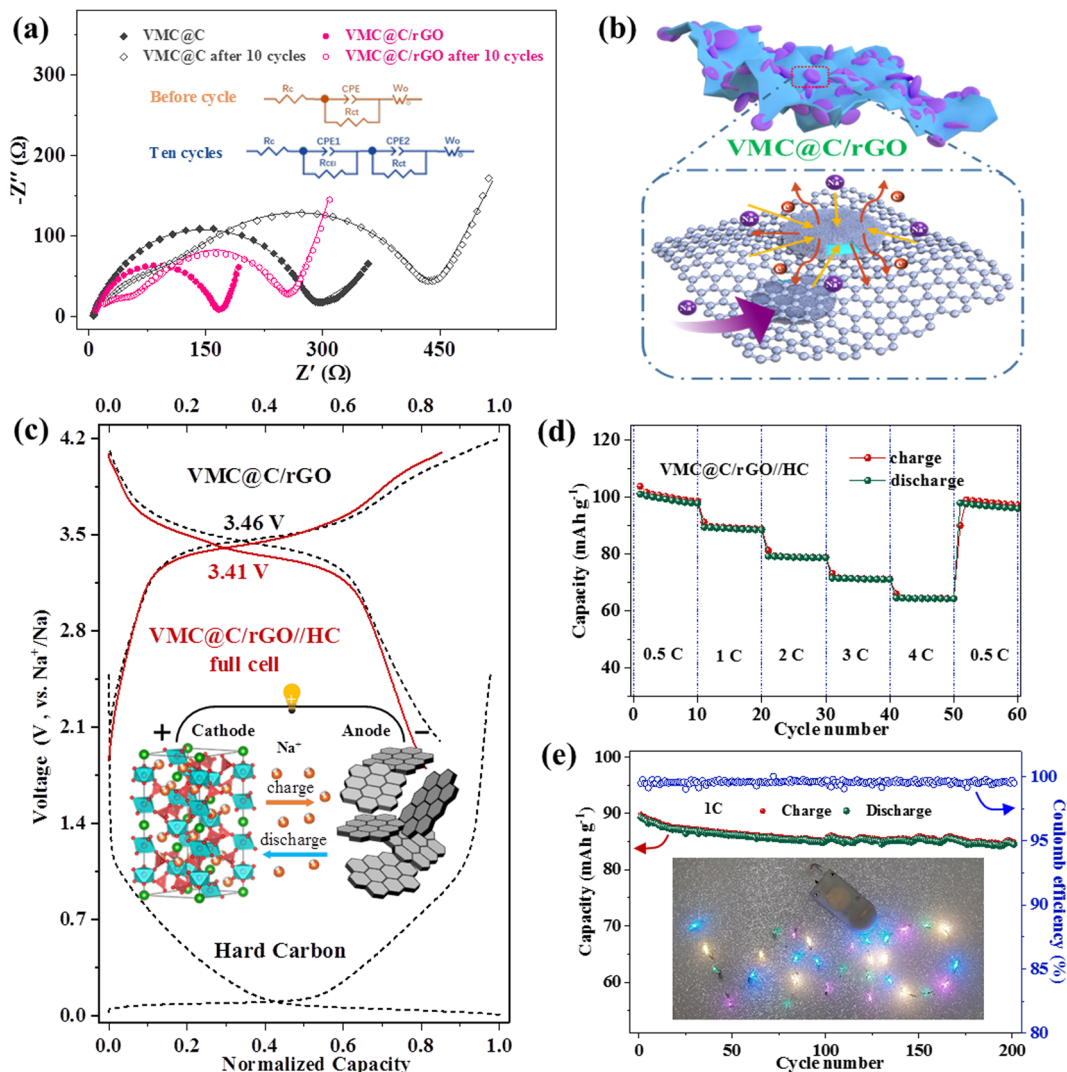 (a)
VMC@C
VMC@C/rGO
VMC@C after 10 cycles
VMC@C/rGO after 10 cycles
300
200
100
0
-Z″ (Ω)
Before cycle
Rc
CPE
Wo
Rct
Ten cycles
Rc
CPE1
CPE2
Wo
RCEI
Rct
0
150
300
450
Z′ (Ω)
(b)
VMC@C/rGO
Na⁺
Na⁺
Na⁺
Na⁺
Na⁺
(c)
0.0
0.2
0.4
0.6
0.8
1.0
4.2
3.5
2.8
2.1
1.4
0.7
0.0
Voltage (V, vs. Na⁺/Na)
VMC@C/rGO
3.46 V
3.41 V
VMC@C/rGO//HC
full cell
+
Cathode
Anode
−
Na⁺
charge
discharge
Hard Carbon
0.0
0.2
0.4
0.6
0.8
1.0
Normalized Capacity
(d)
120
100
80
60
40
Capacity (mAh g⁻¹)
VMC@C/rGO//HC
charge
discharge
0.5 C
1 C
2 C
3 C
4 C
0.5 C
0
10
20
30
40
50
60
Cycle number
(e)
100
90
80
70
60
Capacity (mAh g⁻¹)
1C
Charge
Discharge
100
95
90
85
80
Coulomb efficiency (%)
0
50
100
150
200
Cycle number